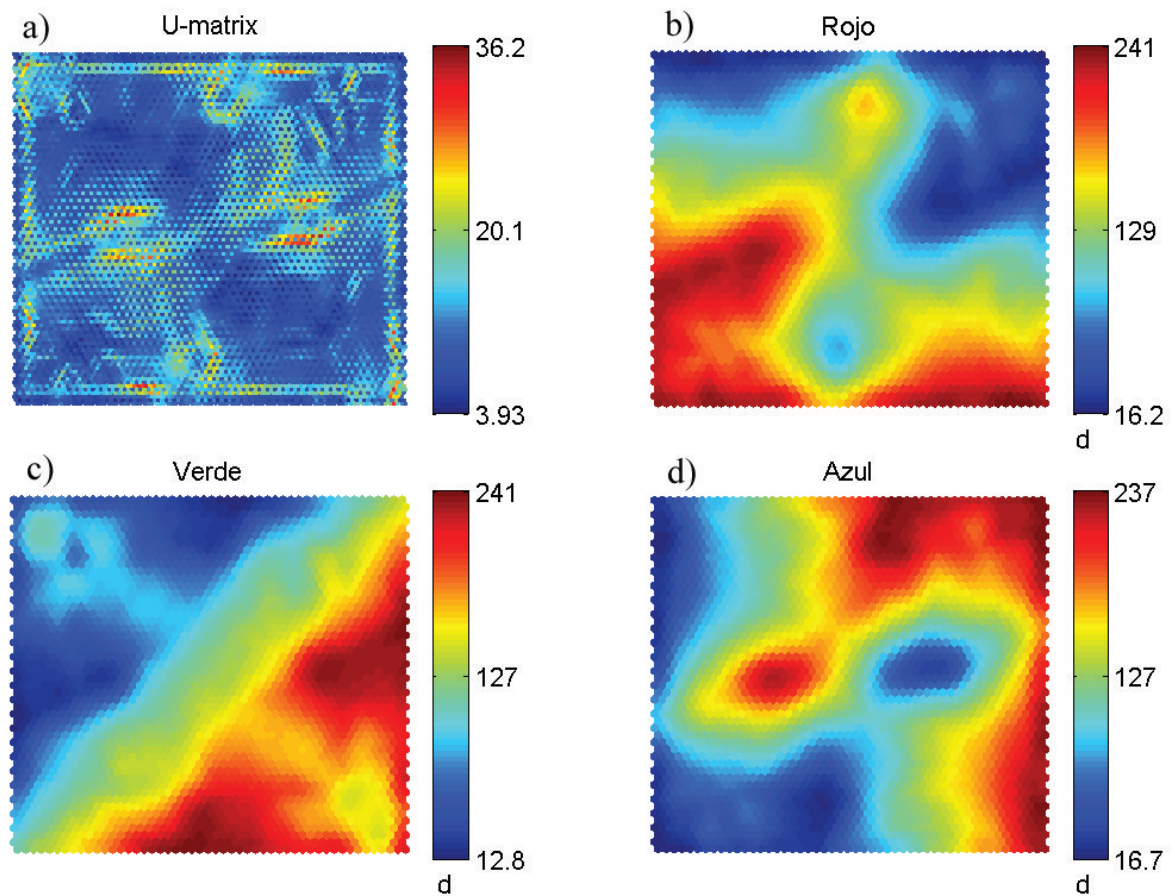 a)
U-matrix
36.2
20.1
3.93
b)
Rojo
241
129
16.2
d
c)
Verde
241
127
12.8
d
d)
Azul
237
127
16.7
d